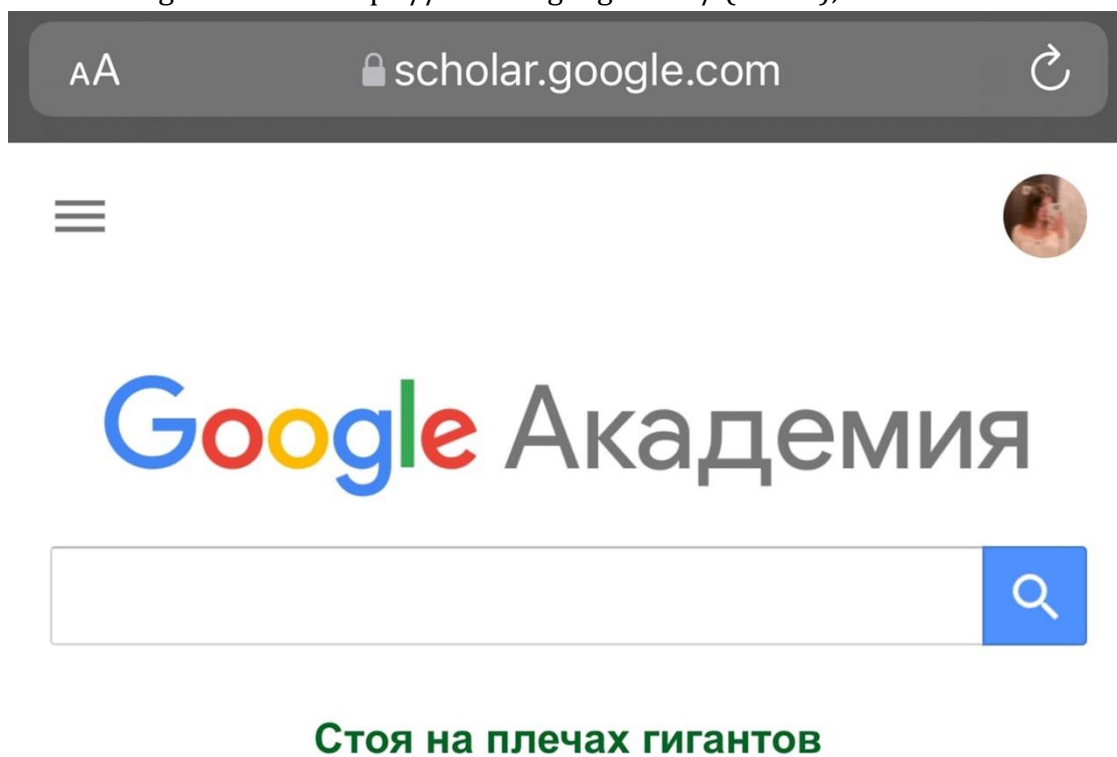 AA scholar.google.com
Google Академия
Стоя на плечах гигантов